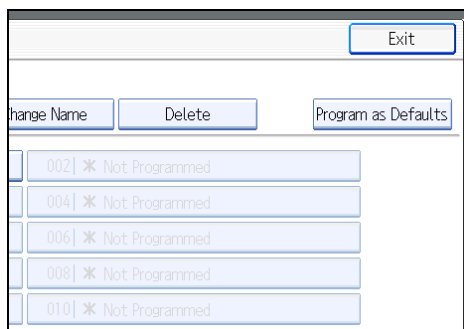 Exit
hange Name Delete Program as Defaults
002 ✱ Not Programmed
004 ✱ Not Programmed
006 ✱ Not Programmed
008 ✱ Not Programmed
010 ✱ Not Programmed